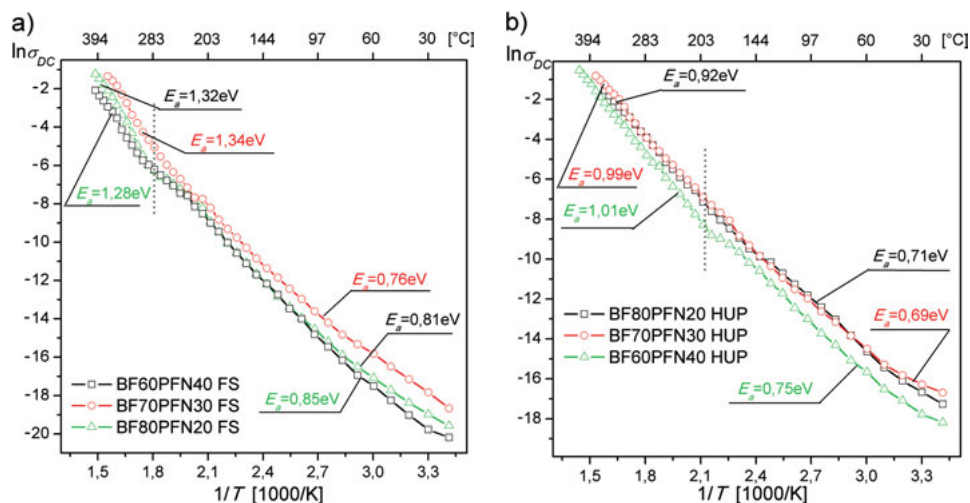 a)
394 283 203 144 97 60 30 [°C]
lnσDC
-2
-4
-6
-8
-10
-12
-14
-16
-18
-20
Ea=1,32eV
Ea=1,34eV
Ea=1,28eV
Ea=0,76eV
Ea=0,81eV
Ea=0,85eV
BF60PFN40 FS
BF70PFN30 FS
BF80PFN20 FS
1,5 1,8 2,1 2,4 2,7 3,0 3,3
1/T [1000/K]
b)
394 283 203 144 97 60 30 [°C]
lnσDC
-2
-4
-6
-8
-10
-12
-14
-16
-18
Ea=0,92eV
Ea=0,99eV
Ea=1,01eV
Ea=0,71eV
Ea=0,69eV
Ea=0,75eV
BF80PFN20 HUP
BF70PFN30 HUP
BF60PFN40 HUP
1,5 1,8 2,1 2,4 2,7 3,0 3,3
1/T [1000/K]